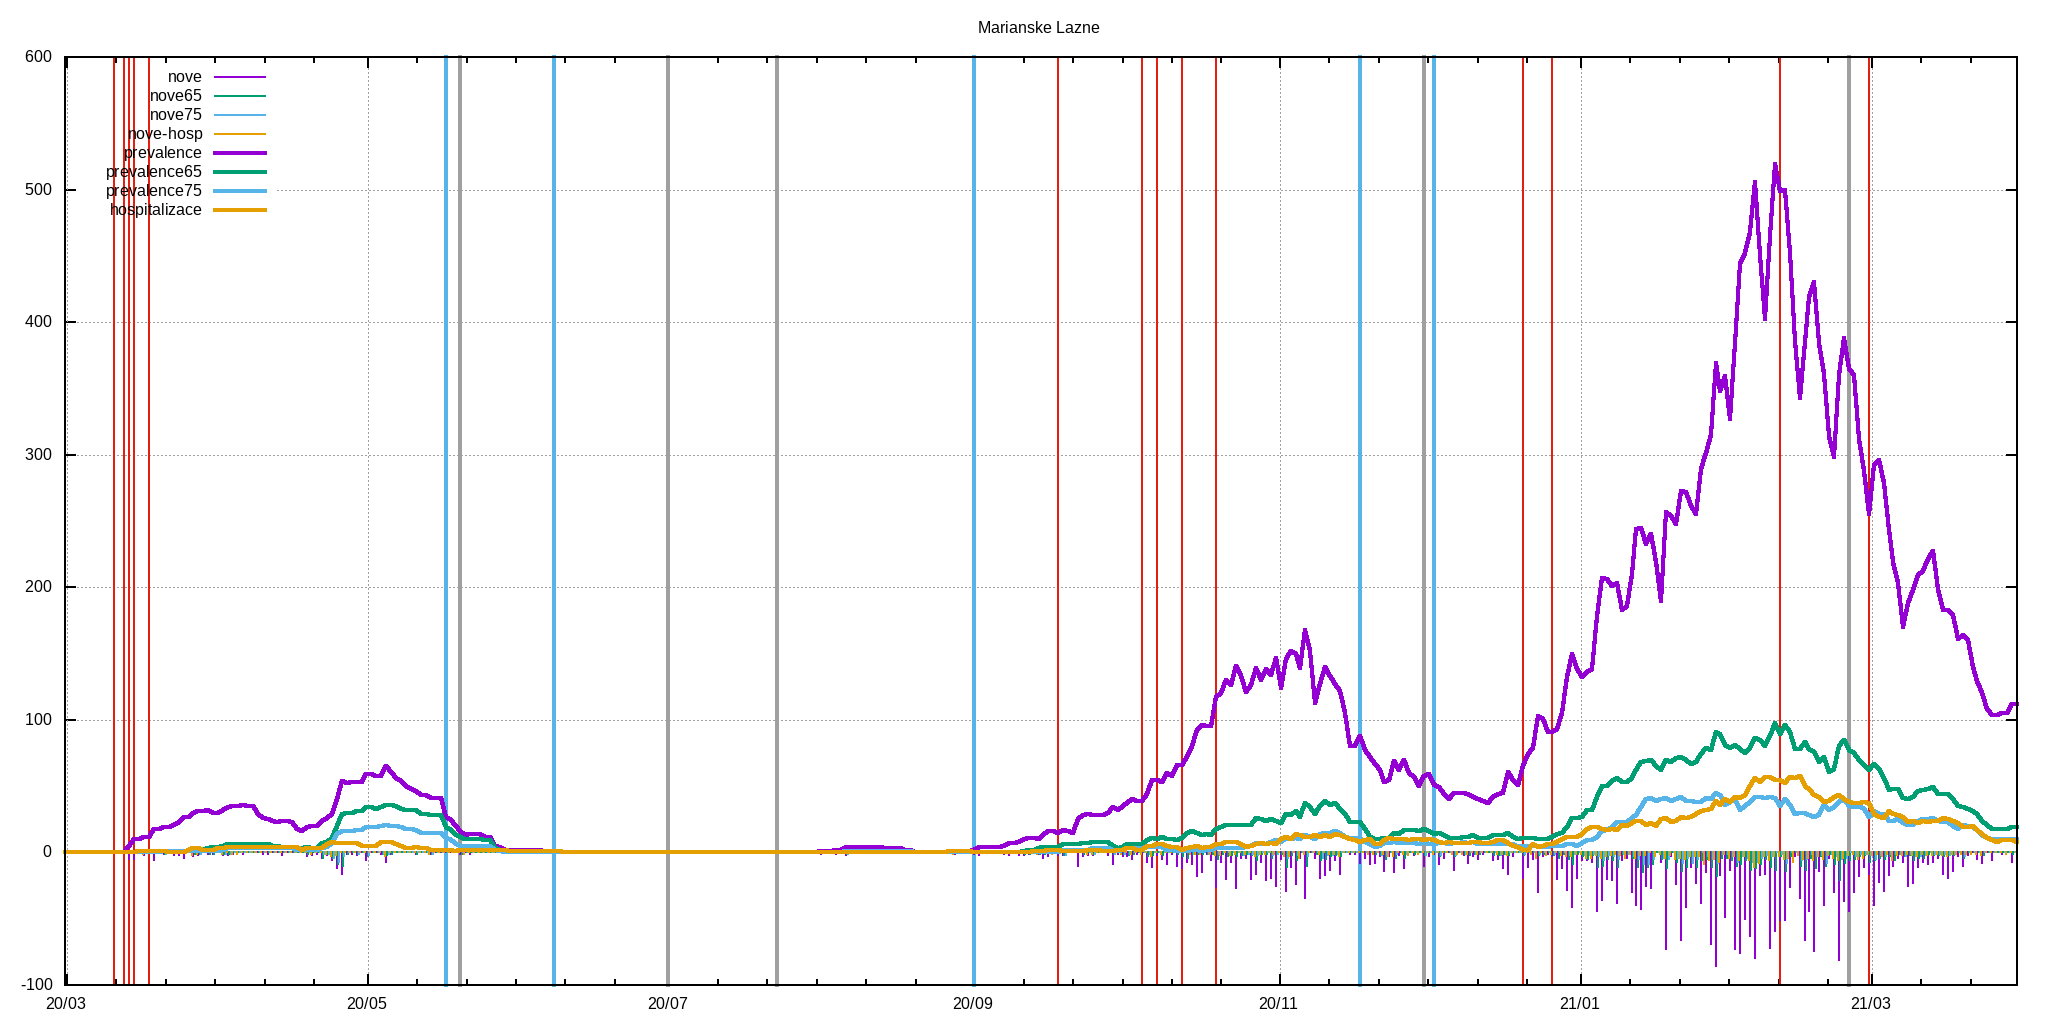 Marianske Lazne
600
500
400
300
200
100
0
-100
nove
nove65
nove75
nove-hosp
prevalence
prevalence65
prevalence75
hospitalizace
20/03
20/05
20/07
20/09
20/11
21/01
21/03